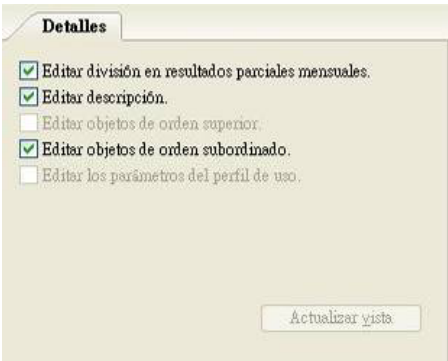 Detalles
Editar división en resultados parciales mensuales.
Editar descripción.
Editar objetos de orden superior.
Editar objetos de orden subordinado.
Editar los parámetros del perfil de uso.
Actualizar vista